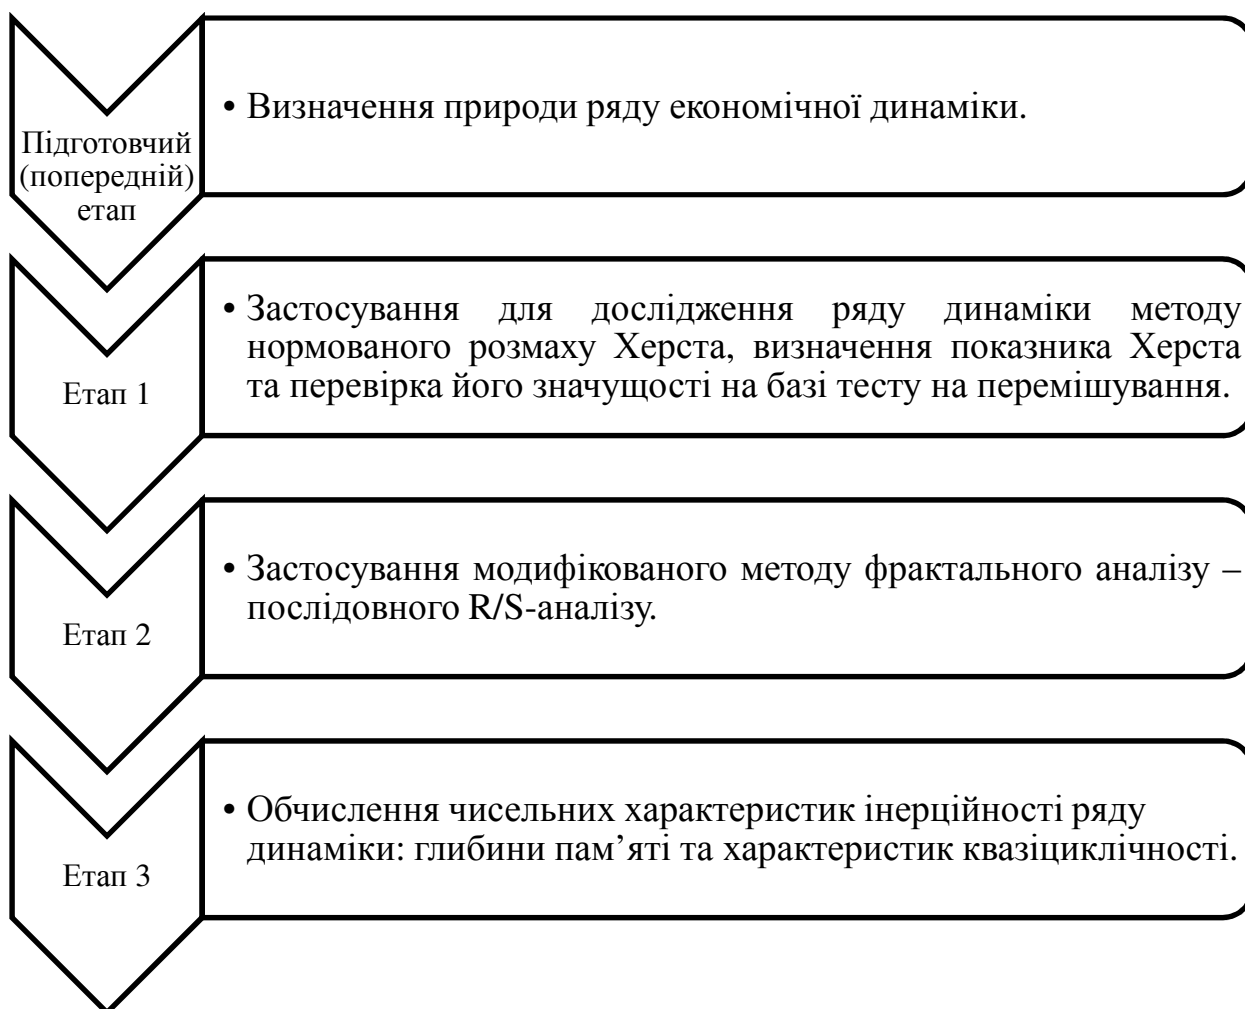 Підготовчий
(попередній)
етап
• Визначення природи ряду економічної динаміки.
Етап 1
• Застосування для дослідження ряду динаміки методу
нормованого розмаху Херста, визначення показника Херста
та перевірка його значущості на базі тесту на перемішування.
Етап 2
• Застосування модифікованого методу фрактального аналізу –
послідовного R/S-аналізу.
Етап 3
• Обчислення чисельних характеристик інерційності ряду
динаміки: глибини пам’яті та характеристик квазіциклічності.